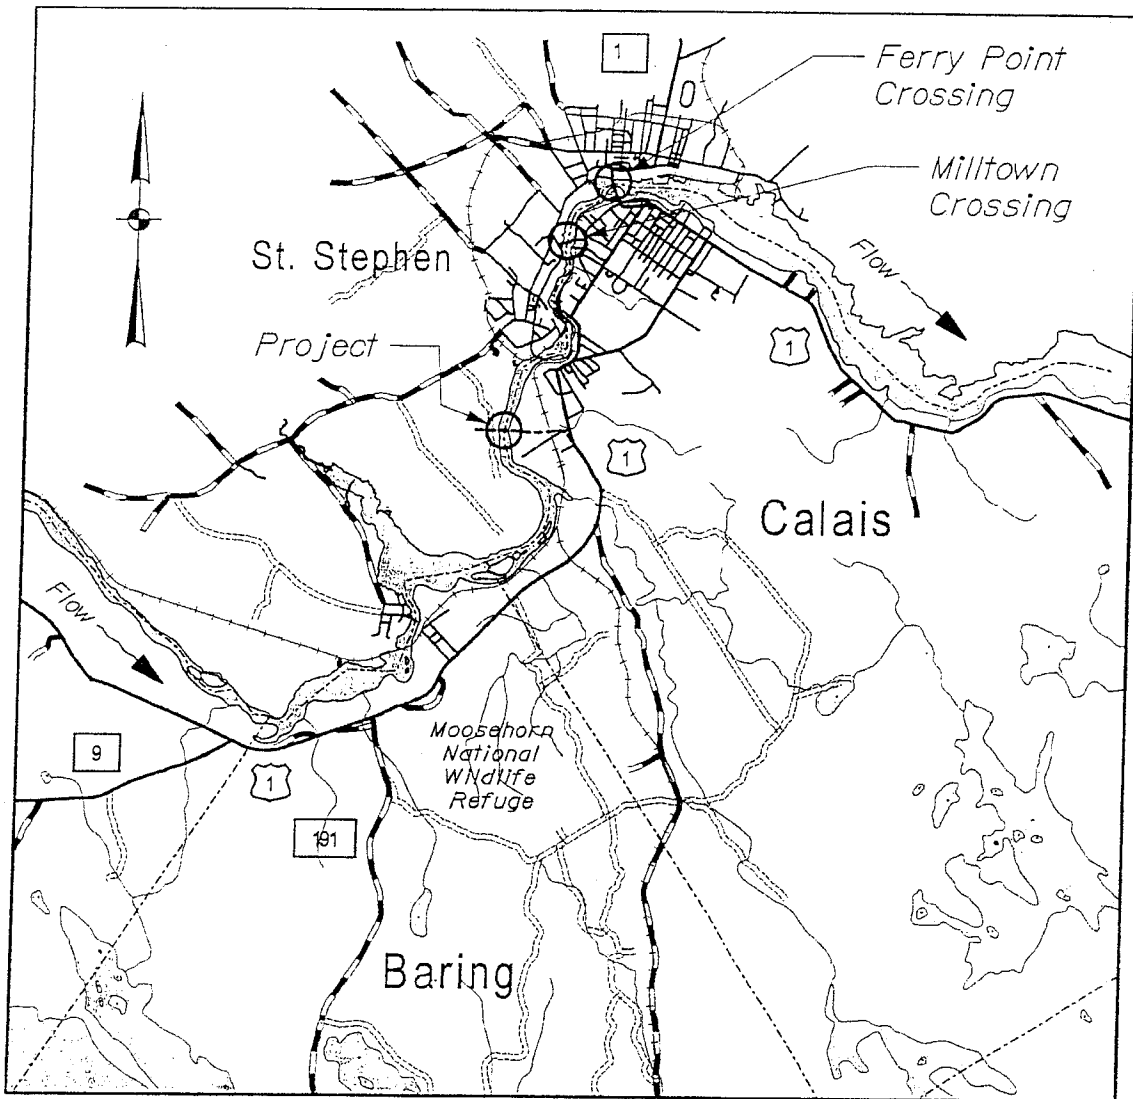 1
Ferry Point
Crossing
Milltown
Crossing
St. Stephen
Flow
Project
1
1
Calais
Flow
9
1
Moosehorn
National
Wildlife
Refuge
191
Baring